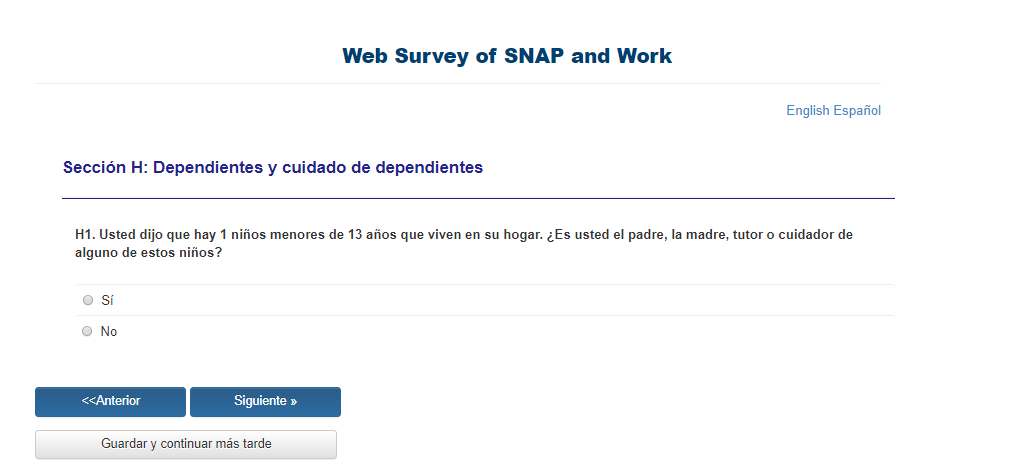 Web Survey of SNAP and Work
English Español
Sección H: Dependientes y cuidado de dependientes
H1. Usted dijo que hay 1 niños menores de 13 años que viven en su hogar. ¿Es usted el padre, la madre, tutor o cuidador de
alguno de estos niños?
Sí
No
<<Anterior
Siguiente »
Guardar y continuar más tarde